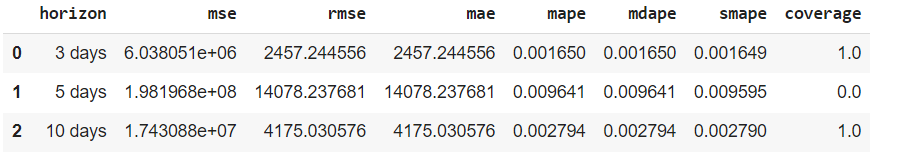 horizon mse rmse mae mape mdape smape coverage
0 3 days 6.038051e+06 2457.244556 2457.244556 0.001650 0.001650 0.001649 1.0
1 5 days 1.981968e+08 14078.237681 14078.237681 0.009641 0.009641 0.009595 0.0
2 10 days 1.743088e+07 4175.030576 4175.030576 0.002794 0.002794 0.002790 1.0